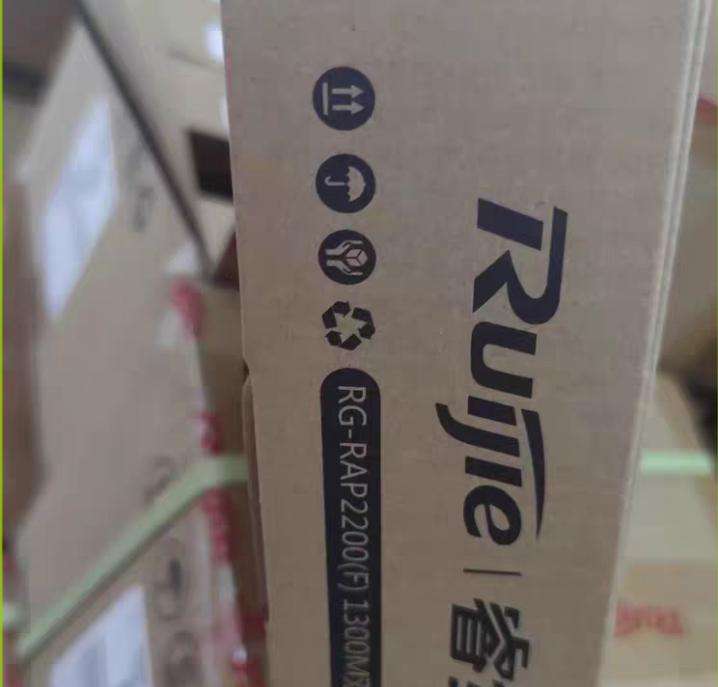 Ruijie | 睿
RG-RAP2200(F) 1300M